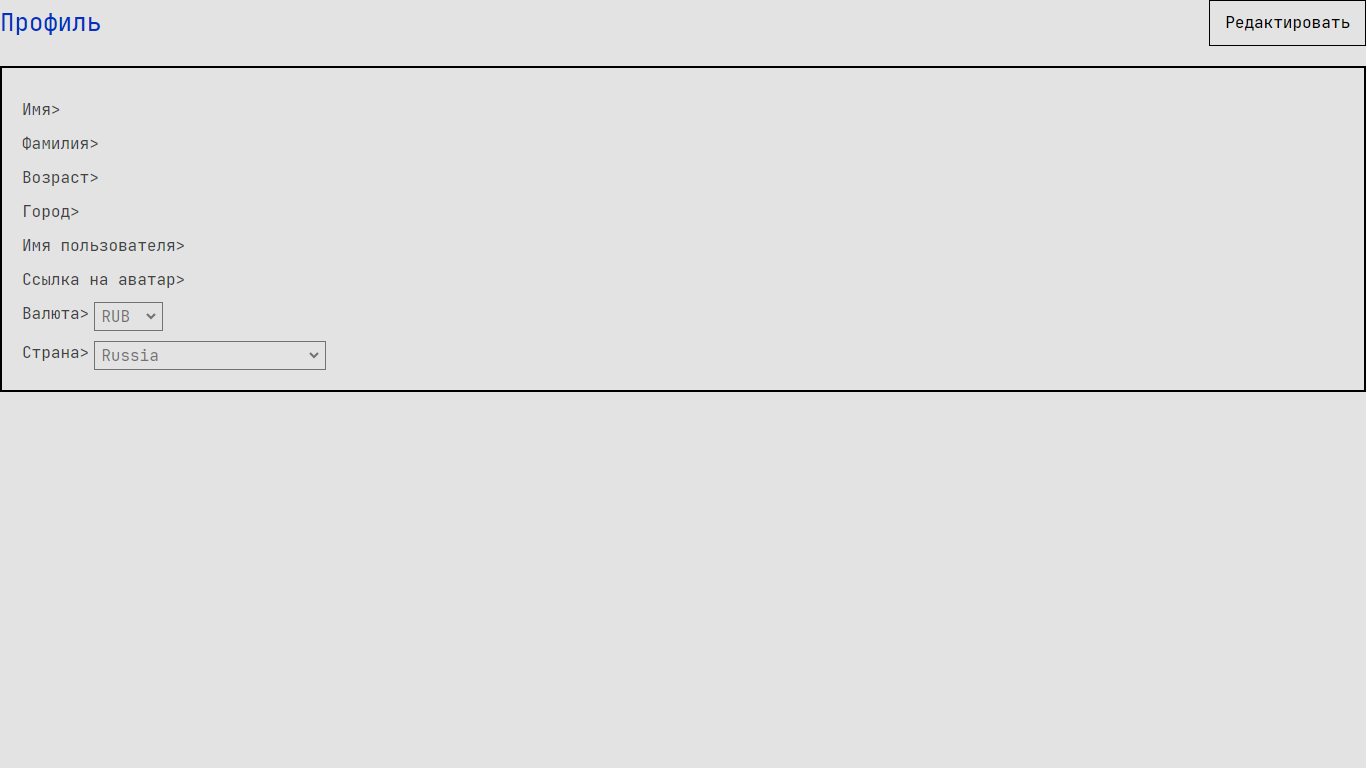 Профиль
Редактировать
Имя>
Фамилия>
Возраст>
Город>
Имя пользователя>
Ссылка на аватар>
Валюта> RUB
Страна> Russia